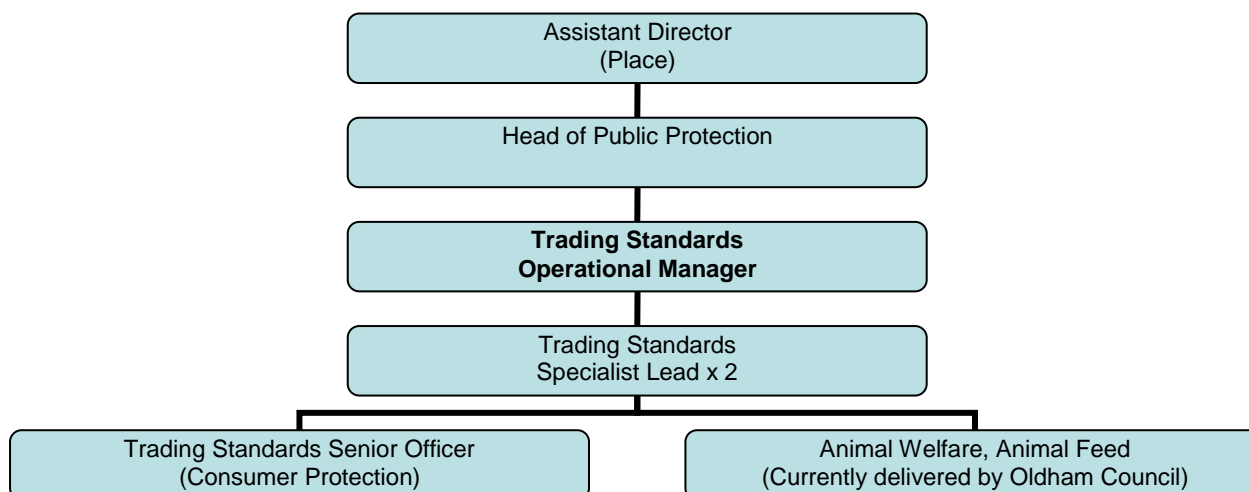 Assistant Director
(Place)
Head of Public Protection
Trading Standards
Operational Manager
Trading Standards
Specialist Lead x 2
Trading Standards Senior Officer
(Consumer Protection)
Animal Welfare, Animal Feed
(Currently delivered by Oldham Council)